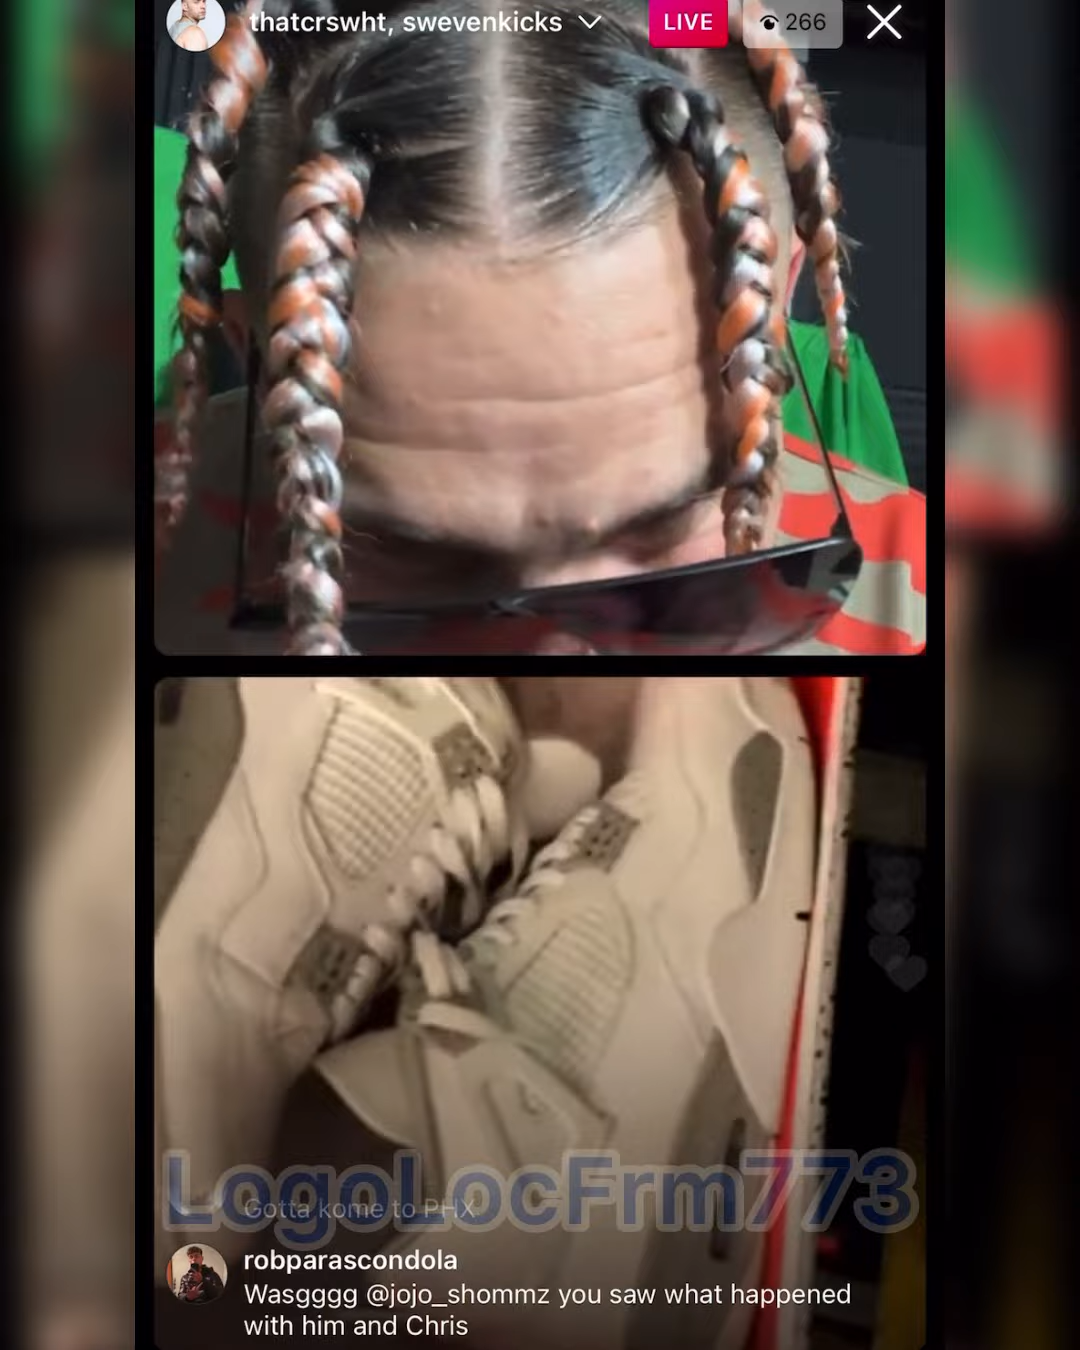 thatcrswht, swevenkicks
LIVE
266
LogoLocFrm773
Gotta kome to PHX
robparascondola
Wasgggg @jojo_shommz you saw what happened
with him and Chris